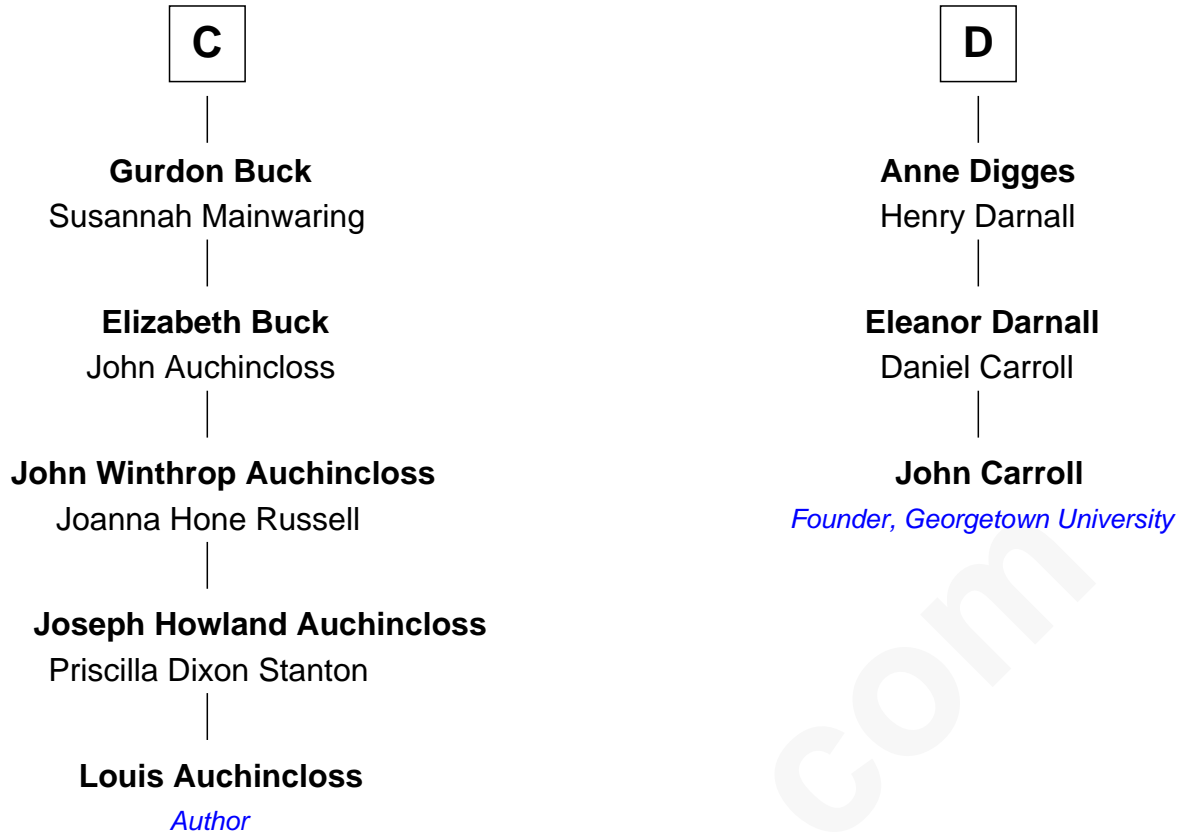 C
Gurdon Buck
Susannah Mainwaring
Elizabeth Buck
John Auchincloss
John Winthrop Auchincloss
Joanna Hone Russell
Joseph Howland Auchincloss
Priscilla Dixon Stanton
Louis Auchincloss
Author
D
Anne Digges
Henry Darnall
Eleanor Darnall
Daniel Carroll
John Carroll
Founder, Georgetown University
com